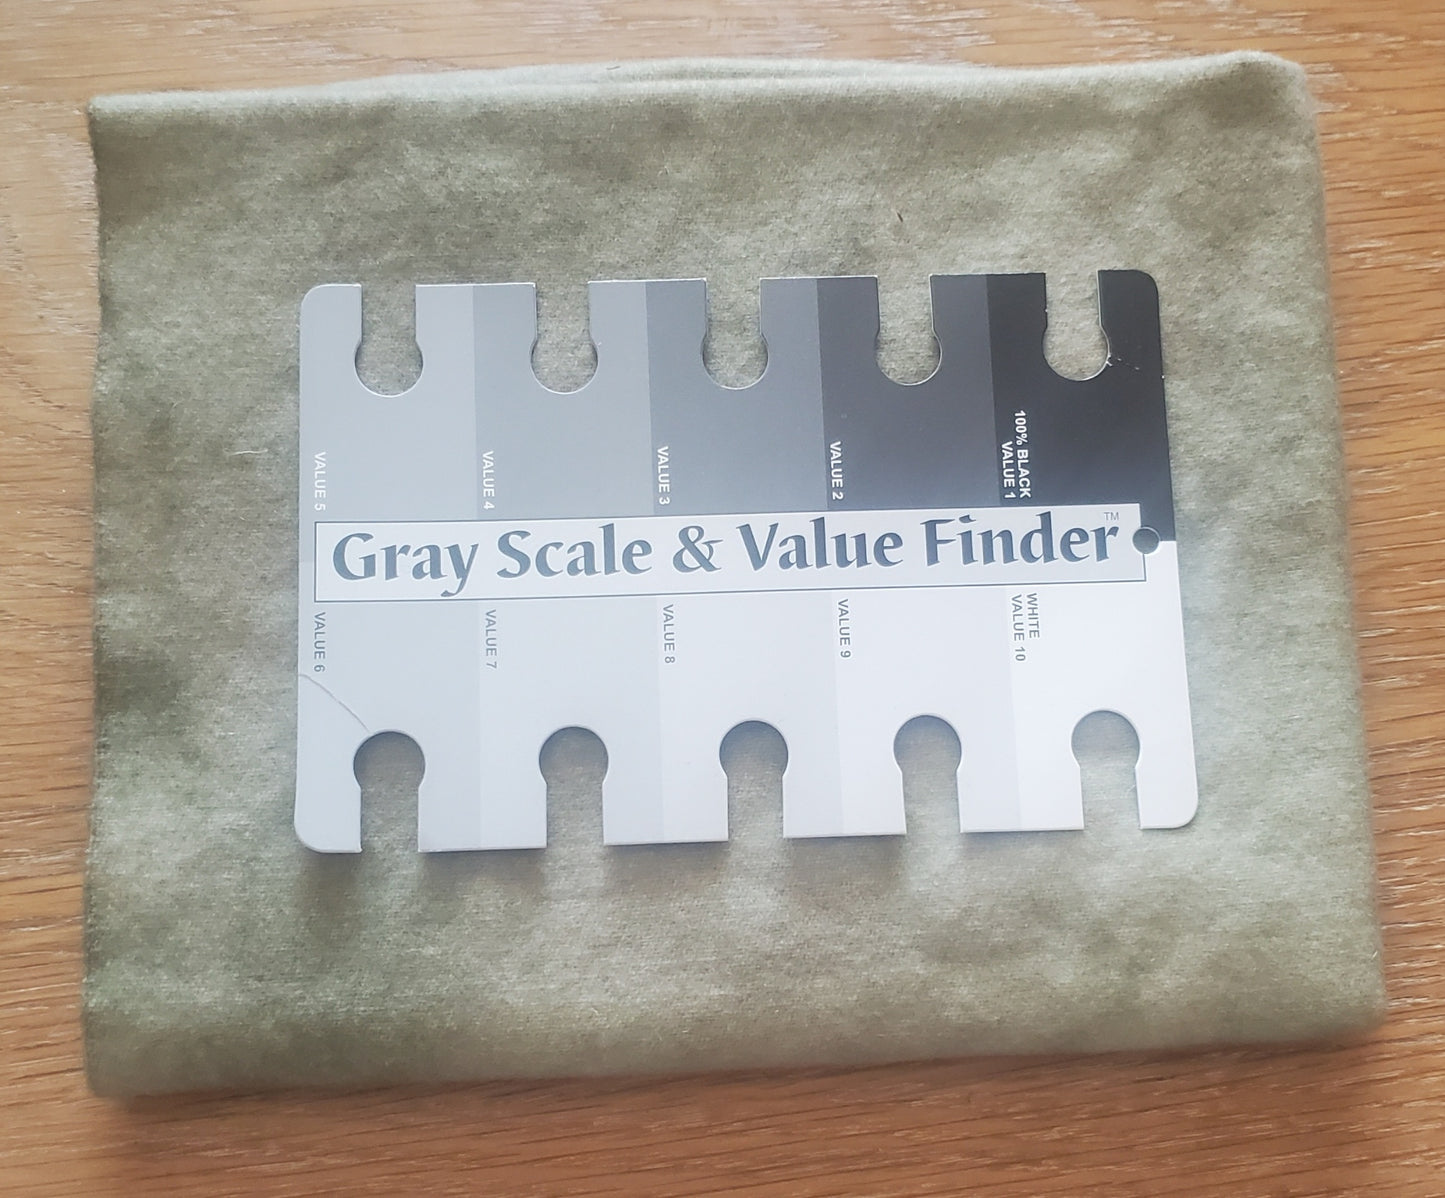 VALUE 5
VALUE 4
VALUE 3
VALUE 2
100% BLACK
VALUE 1
Gray Scale & Value Finder™
VALUE 6
VALUE 7
VALUE 8
VALUE 9
WHITE
VALUE 10